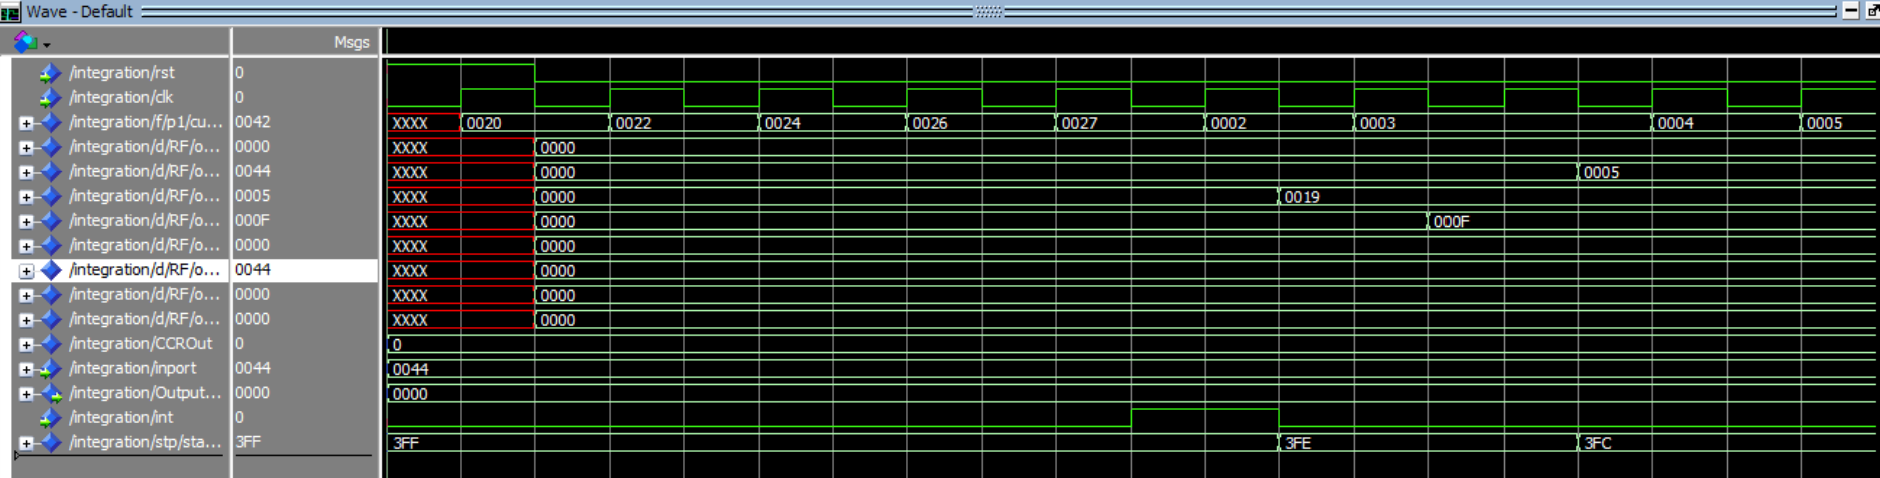 Wave - Default
Msgs
/integration/rst 0
/integration/clk 0
/integration/f/p1/cu... 0042 XXXX 0020 0022 0024 0026 0027 0002 0003 0004 0005
/integration/d/RF/o... 0000 XXXX 0000
/integration/d/RF/o... 0044 XXXX 0000 0005
/integration/d/RF/o... 0005 XXXX 0000 0019
/integration/d/RF/o... 000F XXXX 0000 000F
/integration/d/RF/o... 0000 XXXX 0000
/integration/d/RF/o... 0044 XXXX 0000
/integration/d/RF/o... 0000 XXXX 0000
/integration/d/RF/o... 0000 XXXX 0000
/integration/CCROut 0 0
/integration/inport 0044 0044
/integration/Output... 0000 0000
/integration/int 0
/integration/stp/sta... 3FF 3FF 3FE 3FC